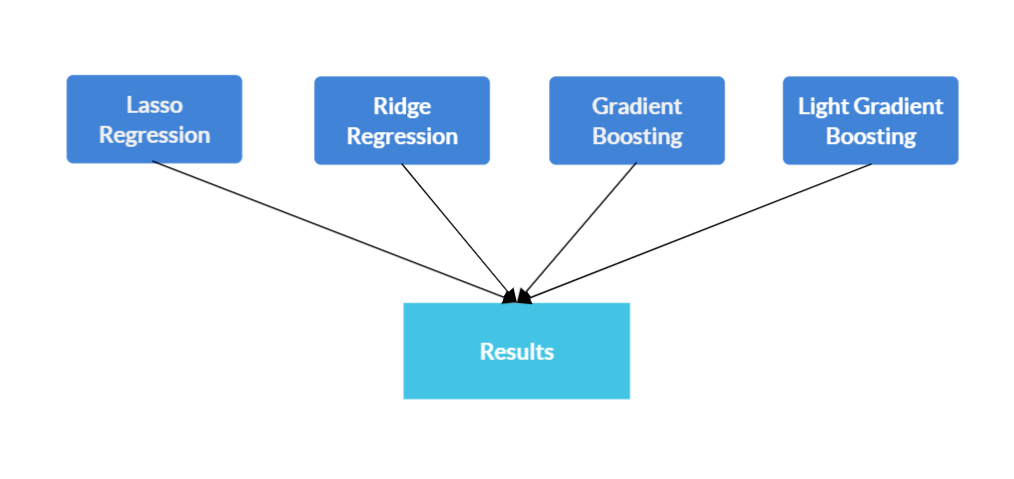 Lasso
Regression
Ridge
Regression
Gradient
Boosting
Light Gradient
Boosting
Results